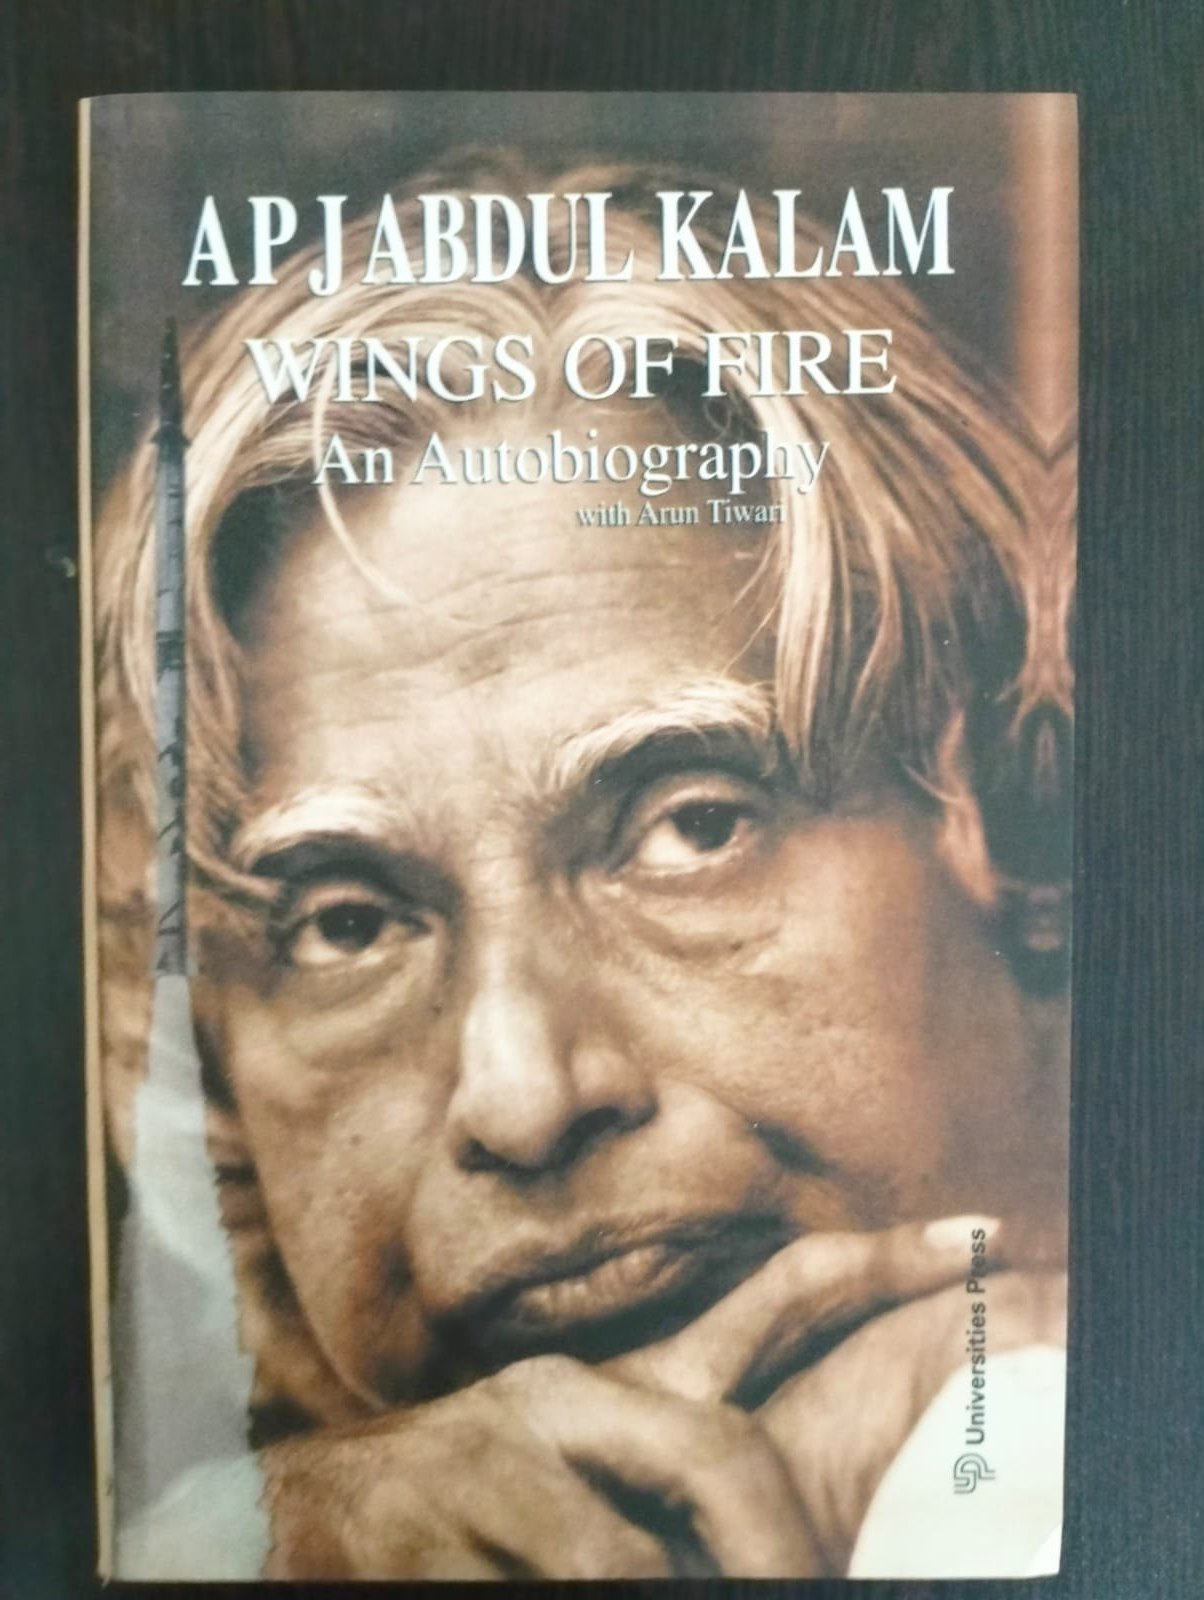 A P J ABDUL KALAM
WINGS OF FIRE
An Autobiography
with Arun Tiwari
Universities Press